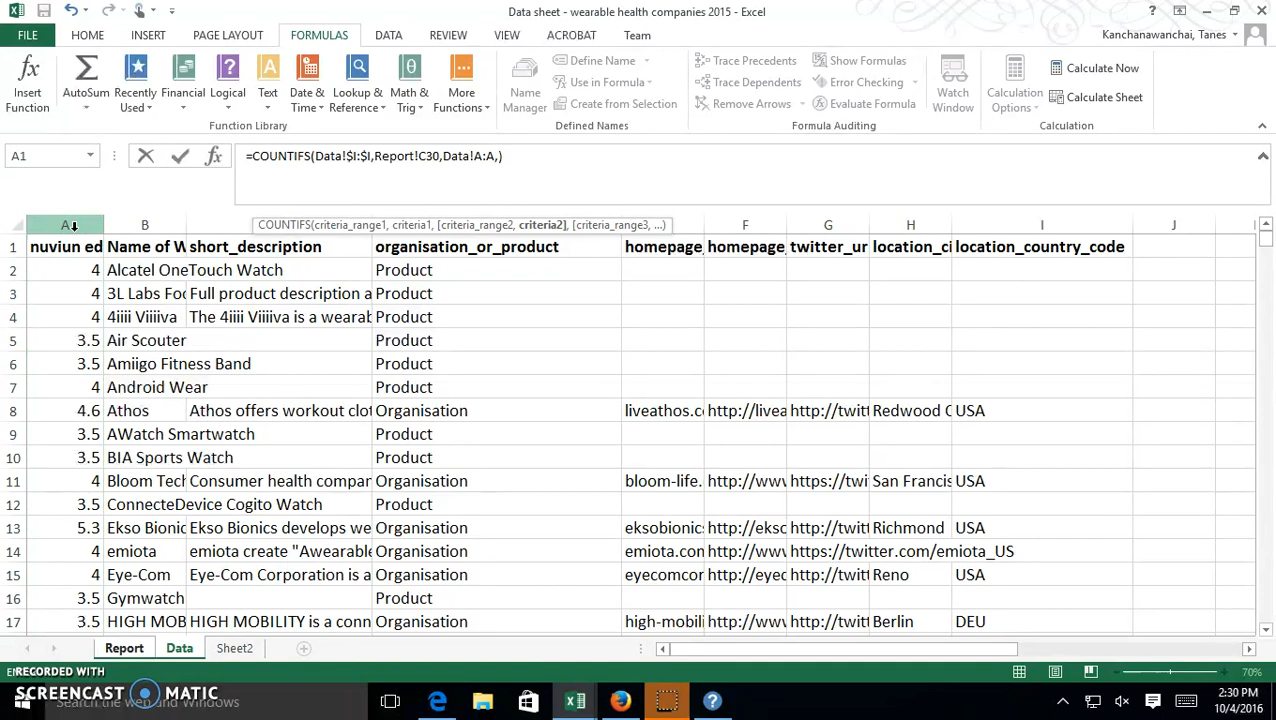 Data sheet - wearable health companies 2015 - Excel
FILE HOME INSERT PAGE LAYOUT FORMULAS DATA REVIEW VIEW ACROBAT Team
Kanchanawanchai, Tanes
fx Insert Function
Σ AutoSum
Recently Used
Financial
Logical
Text
Date & Time
Lookup & Reference
Math & Trig
More Functions
Function Library
Name Manager
Define Name
Use in Formula
Create from Selection
Defined Names
Trace Precedents
Trace Dependents
Remove Arrows
Show Formulas
Error Checking
Evaluate Formula
Formula Auditing
Watch Window
Calculation Options
Calculate Now
Calculate Sheet
Calculation
A1 fx =COUNTIFS(Data!$I:$I,Report!C30,Data!A:A,)
COUNTIFS(criteria_range1, criteria1, [criteria_range2, criteria2], [criteria_range3, ...)
A B F G H I J
1 nuviun ed Name of W short_description organisation_or_product homepage_ homepage_ twitter_ur location_ci location_country_code
2 4 Alcatel OneTouch Watch Product
3 4 3L Labs Foo Full product description a Product
4 4 4iiii Viiiiva The 4iiii Viiiiva is a wearab Product
5 3.5 Air Scouter Product
6 3.5 Amiigo Fitness Band Product
7 4 Android Wear Product
8 4.6 Athos Athos offers workout clot Organisation liveathos.c http://livea http://twitt Redwood C USA
9 3.5 AWatch Smartwatch Product
10 3.5 BIA Sports Watch Product
11 4 Bloom Tech Consumer health compan Organisation bloom-life. http://www https://twi San Francis USA
12 3.5 ConnecteDevice Cogito Watch Product
13 5.3 Ekso Bionic Ekso Bionics develops we Organisation eksobionic http://ekso http://twitt Richmond USA
14 4 emiota emiota create "Awearable Organisation emiota.com http://www https://twitter.com/emiota_US
15 4 Eye-Com Eye-Com Corporation is a Organisation eyecomcor http://eyec http://twitt Reno USA
16 3.5 Gymwatch Product
17 3.5 HIGH MOB HIGH MOBILITY is a conn Organisation high-mobili http://www http://twitt Berlin DEU
Report Data Sheet2
RECORDED WITH
70%
SCREENCAST MATIC
Search the web and Windows
2:30 PM
10/4/2016